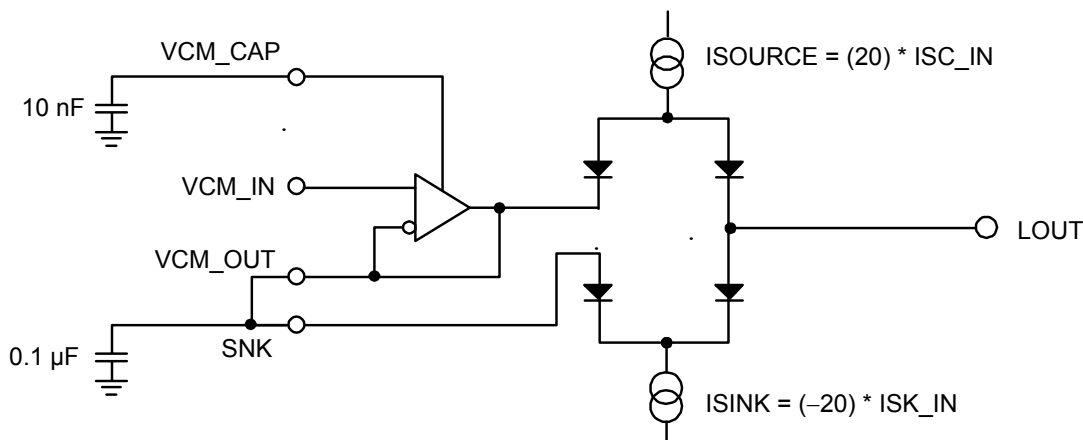 VCM_CAP
ISOURCE = (20) * ISC_IN
10 nF
VCM_IN
LOUT
VCM_OUT
SNK
0.1 µF
ISINK = (−20) * ISK_IN